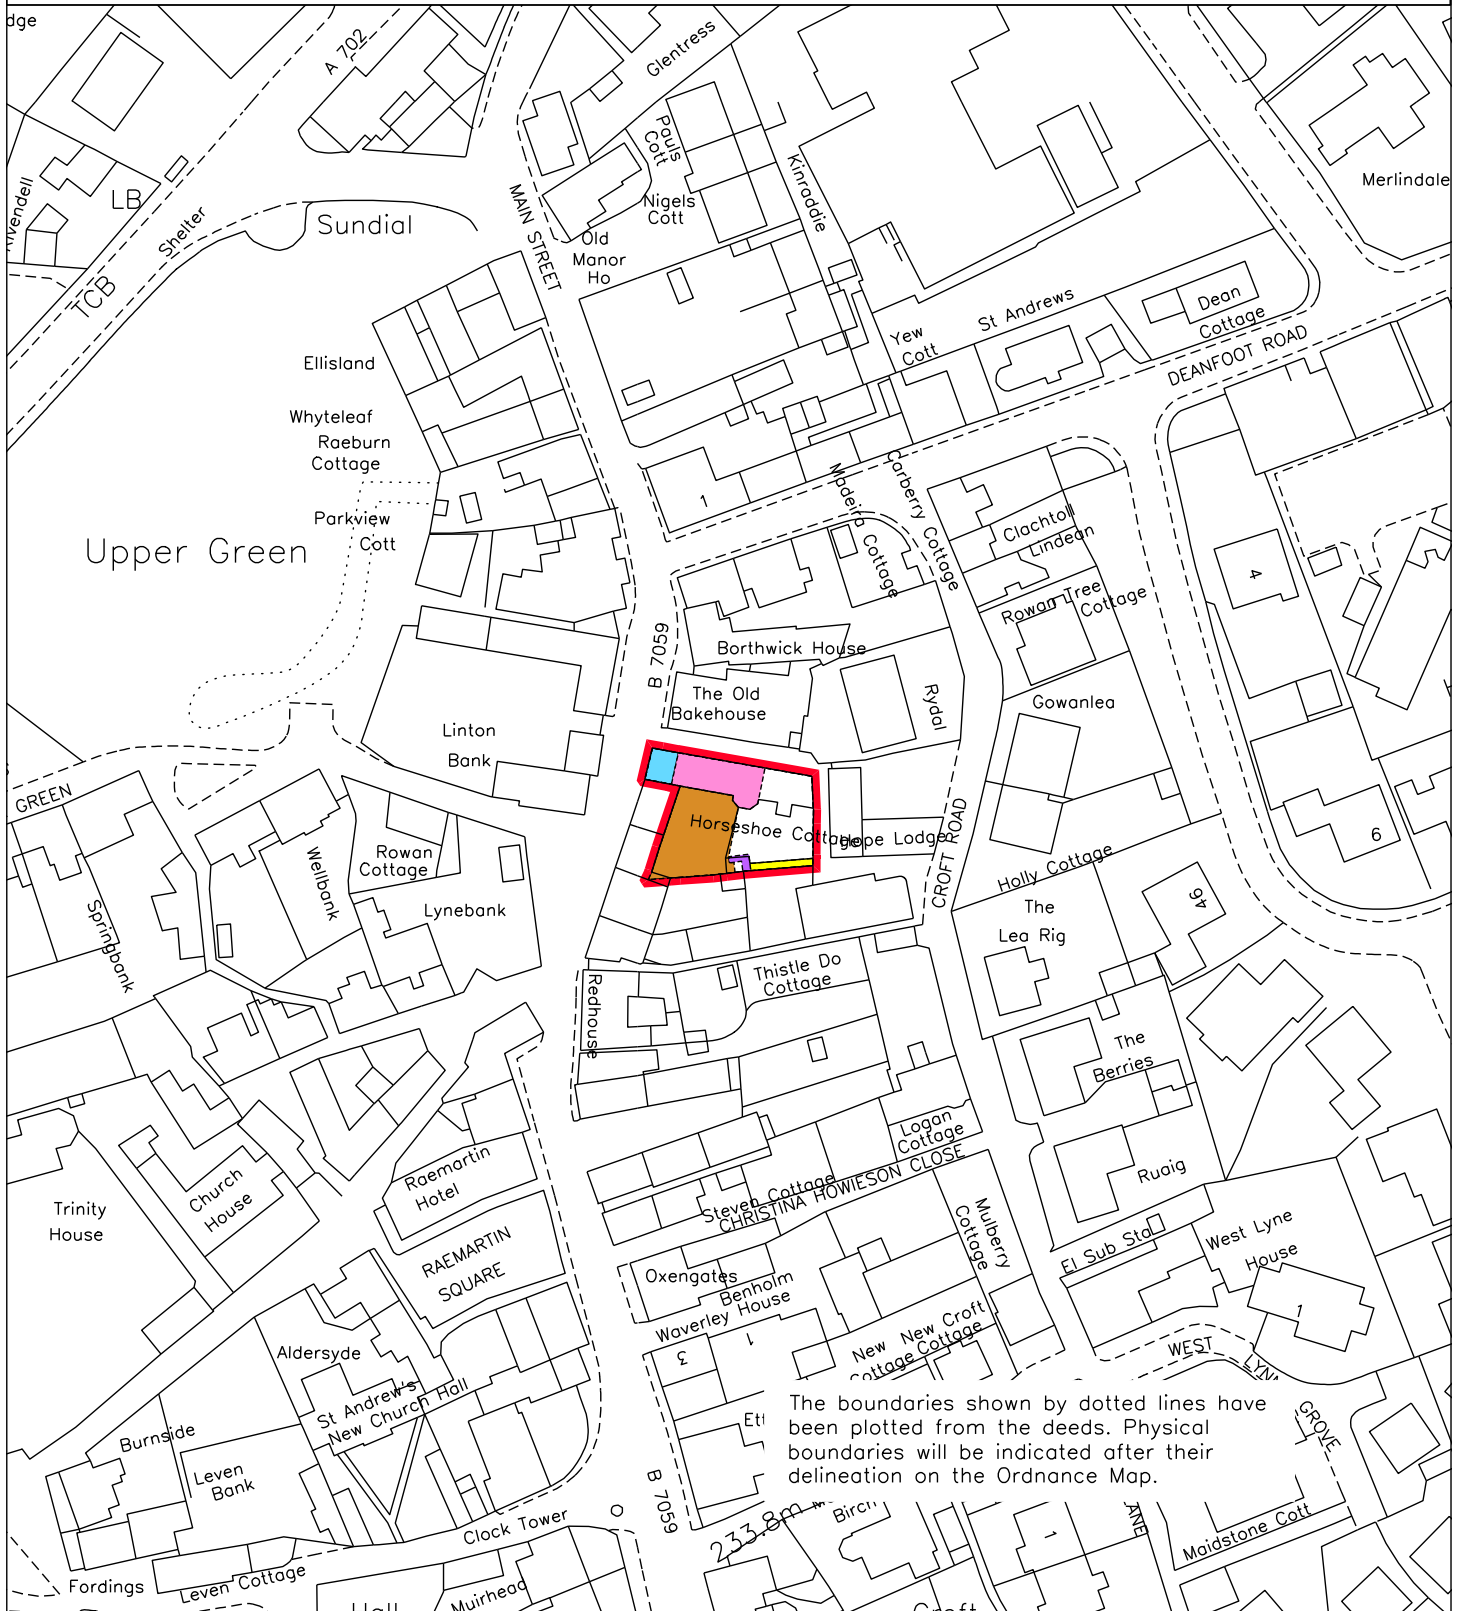 dge
A 702
Glentress
Pauls
Cott
Kinraddie
Merlindale
LB
Shelter
Sundial
MAIN STREET
Nigels
Cott
Old
Manor
Ho
TCB
St Andrews
Dean
Cottage
Yew
Cott
DEANFOOT ROAD
Ellisland
Whyteleaf
Raeburn
Cottage
1
Madeira Cottage
Carberry Cottage
Parkview
Cott
Clachtoll
Lindean
Upper Green
4
Rowan Tree
Cottage
B 7059
Borthwick House
The Old
Bakehouse
Rydal
Gowanlea
Linton
Bank
GREEN
Horseshoe Cottage
Hope Lodge
CROFT ROAD
6
Rowan
Cottage
Wellbank
Holly Cottage
Springbank
Lynebank
The
Lea Rig
46
Thistle Do
Cottage
Redhouse
The
Berries
Logan
Cottage
Raemartin
Hotel
Church
House
Ruaig
Trinity
House
Steven Cottage
CHRISTINA HOWIESON CLOSE
Mulberry
Cottage
West Lyne
House
El Sub Sta
RAEMARTIN
SQUARE
Oxengates
Benholm
Waverley House
1
New
Cottage
New Croft
Cottage
3
1
WEST
GROVE
Aldersyde
St Andrew's
New Church Hall
The boundaries shown by dotted lines have
been plotted from the deeds. Physical
boundaries will be indicated after their
delineation on the Ordnance Map.
Burnside
Leven
Bank
B 7059
233.8m
Birch
1
Maidstone Cott
Clock Tower
Fordings
Leven Cottage
Muirhead
Hall
Croft